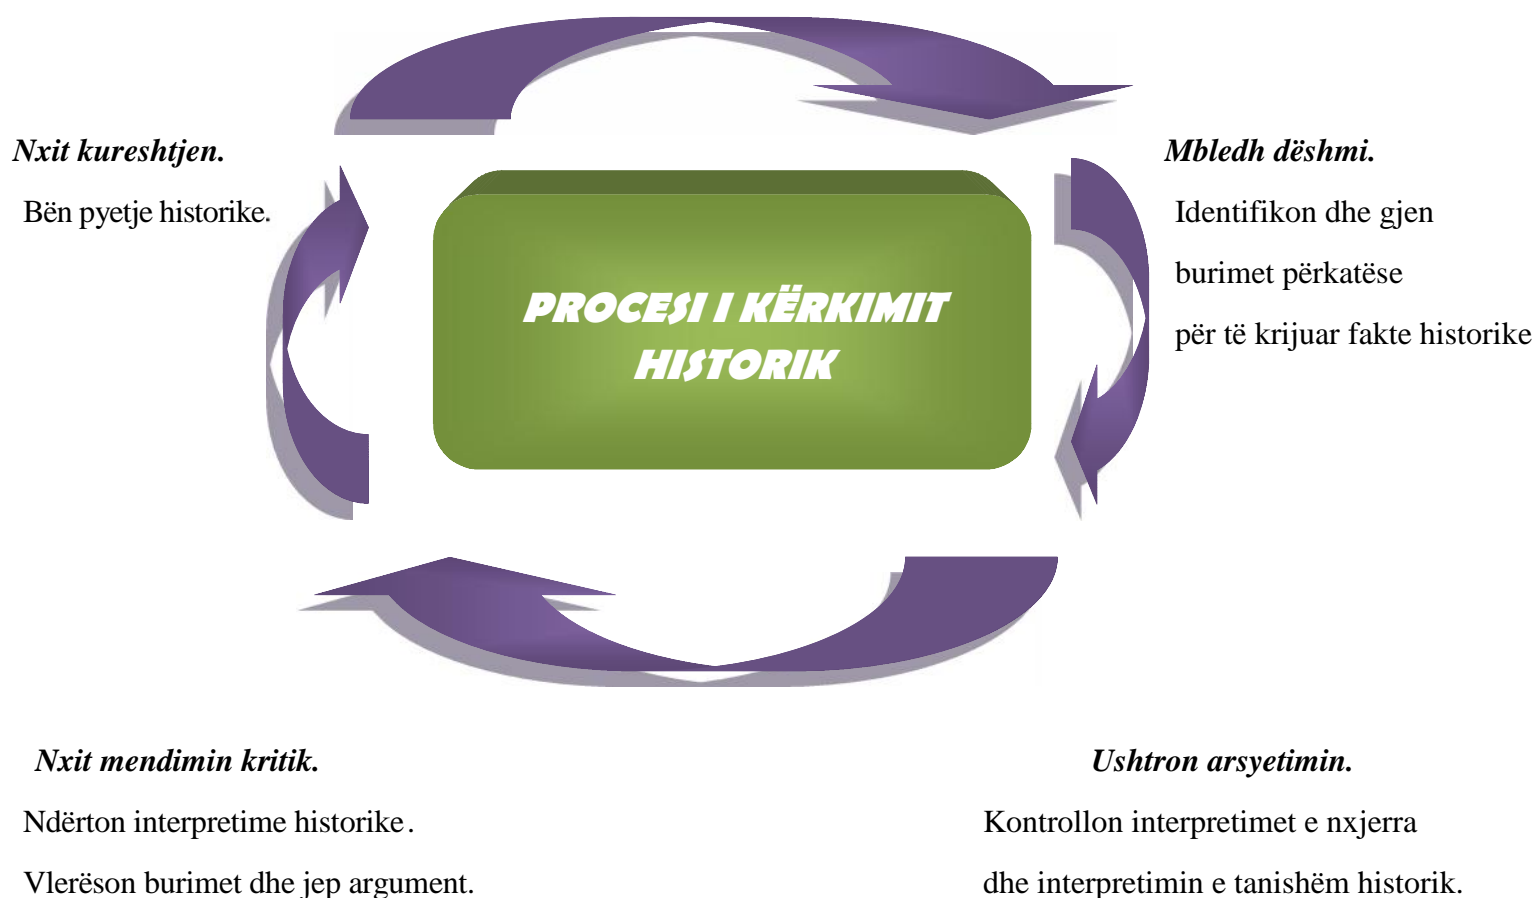 Nxit kureshtjen.
Bën pyetje historike.
Mbledh dëshmi.
Identifikon dhe gjen
burimet përkatëse
për të krijuar fakte historike
PROCESI I KËRKIMIT
HISTORIK
Nxit mendimin kritik.
Ndërton interpretime historike.
Vlerëson burimet dhe jep argument.
Ushtron arsyetimin.
Kontrollon interpretimet e nxjerra
dhe interpretimin e tanishëm historik.